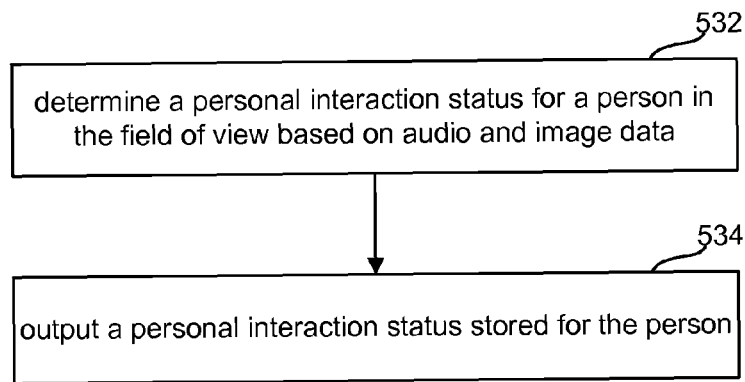 532
determine a personal interaction status for a person in
the field of view based on audio and image data
534
output a personal interaction status stored for the person